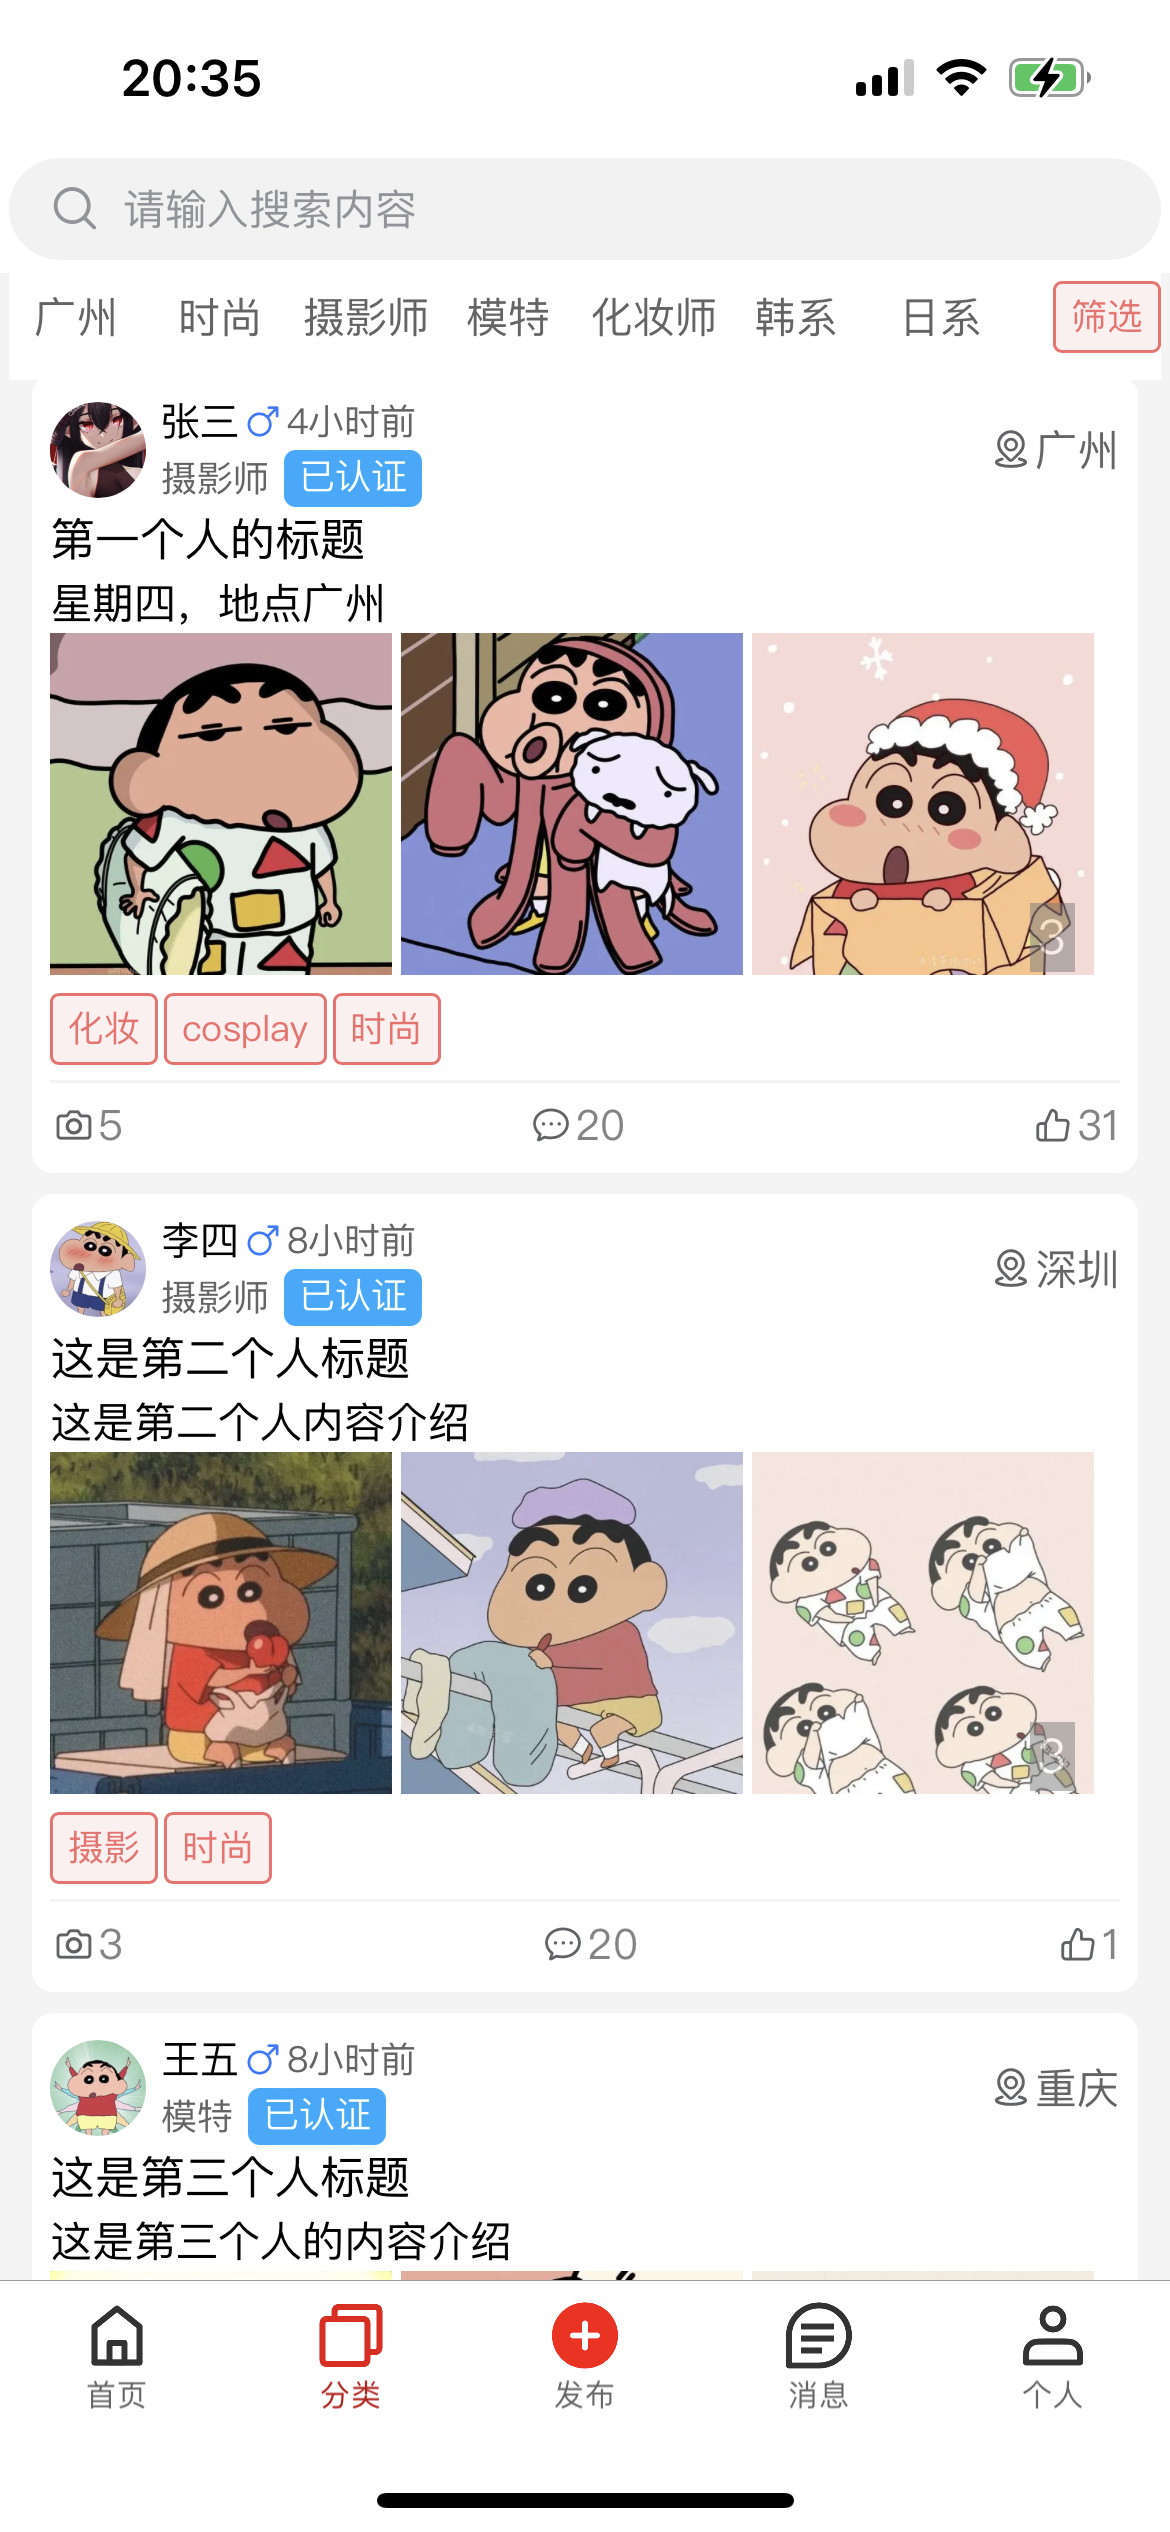 20:35
请输入搜索内容
广州 时尚 摄影师 模特 化妆师 韩系 日系 筛选
张三 4小时前
摄影师 已认证
广州
第一个人的标题
星期四，地点广州
3
化妆 cosplay 时尚
5 20 31
李四 8小时前
摄影师 已认证
深圳
这是第二个人标题
这是第二个人内容介绍
3
摄影 时尚
3 20 1
王五 8小时前
模特 已认证
重庆
这是第三个人标题
这是第三个人的内容介绍
首页 分类 发布 消息 个人